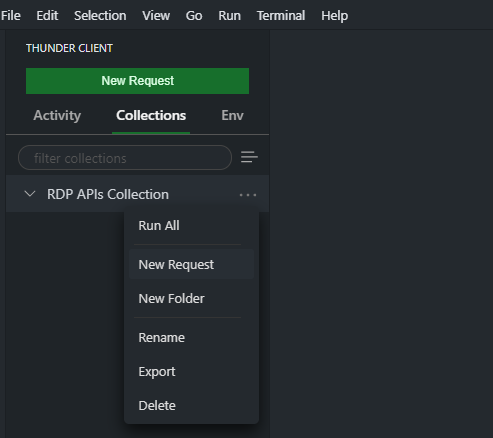 File Edit Selection View Go Run Terminal Help
THUNDER CLIENT
New Request
Activity Collections Env
filter collections
RDP APIs Collection ...
Run All
New Request
New Folder
Rename
Export
Delete